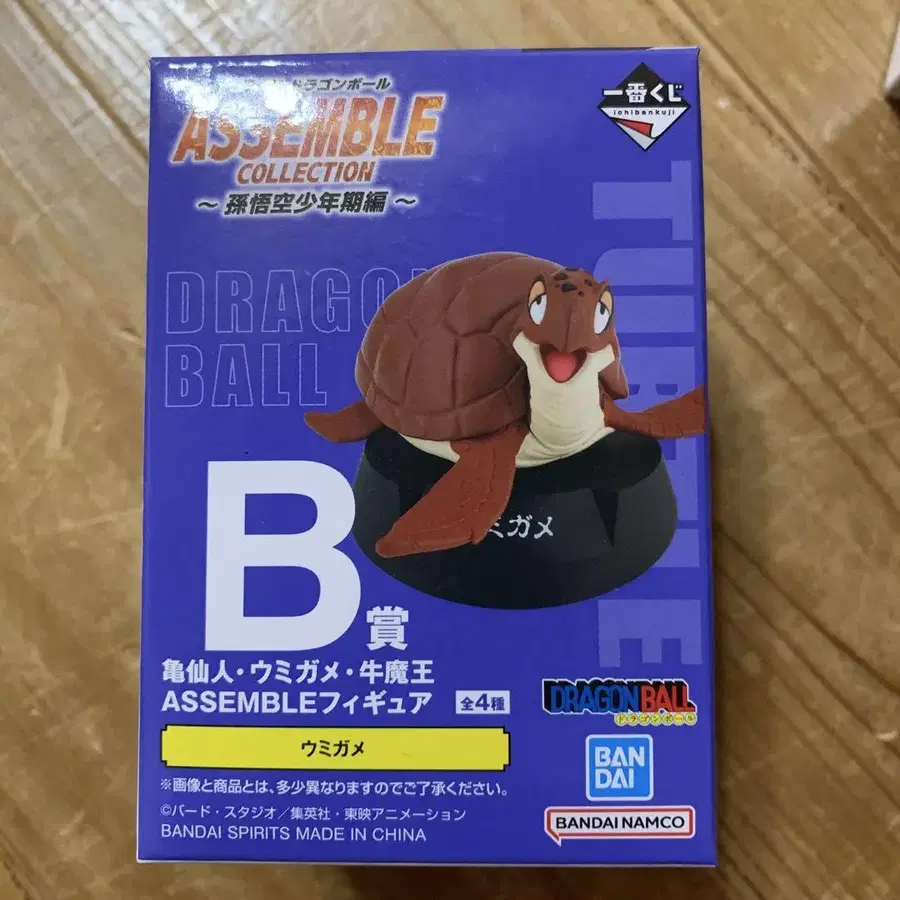 ドラゴンボール
ASSEMBLE
COLLECTION
～ 孫悟空少年期編 ～
一番くじ
ichibankuji
DRAGON
BALL
TURTLE
ミガメ
B賞
亀仙人・ウミガメ・牛魔王
ASSEMBLEフィギュア 全4種
ウミガメ
※画像と商品とは、多少異なりますのでご了承ください。
©バード・スタジオ／集英社・東映アニメーション
BANDAI SPIRITS MADE IN CHINA
DRAGONBALL
ドラゴンボール
BAN
DAI
BANDAI NAMCO